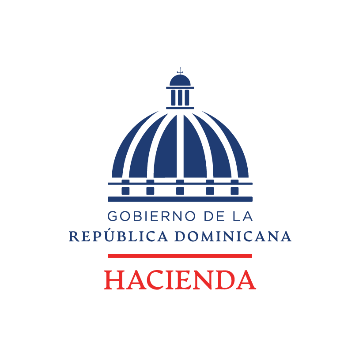 GOBIERNO DE LA
REPÚBLICA DOMINICANA
HACIENDA